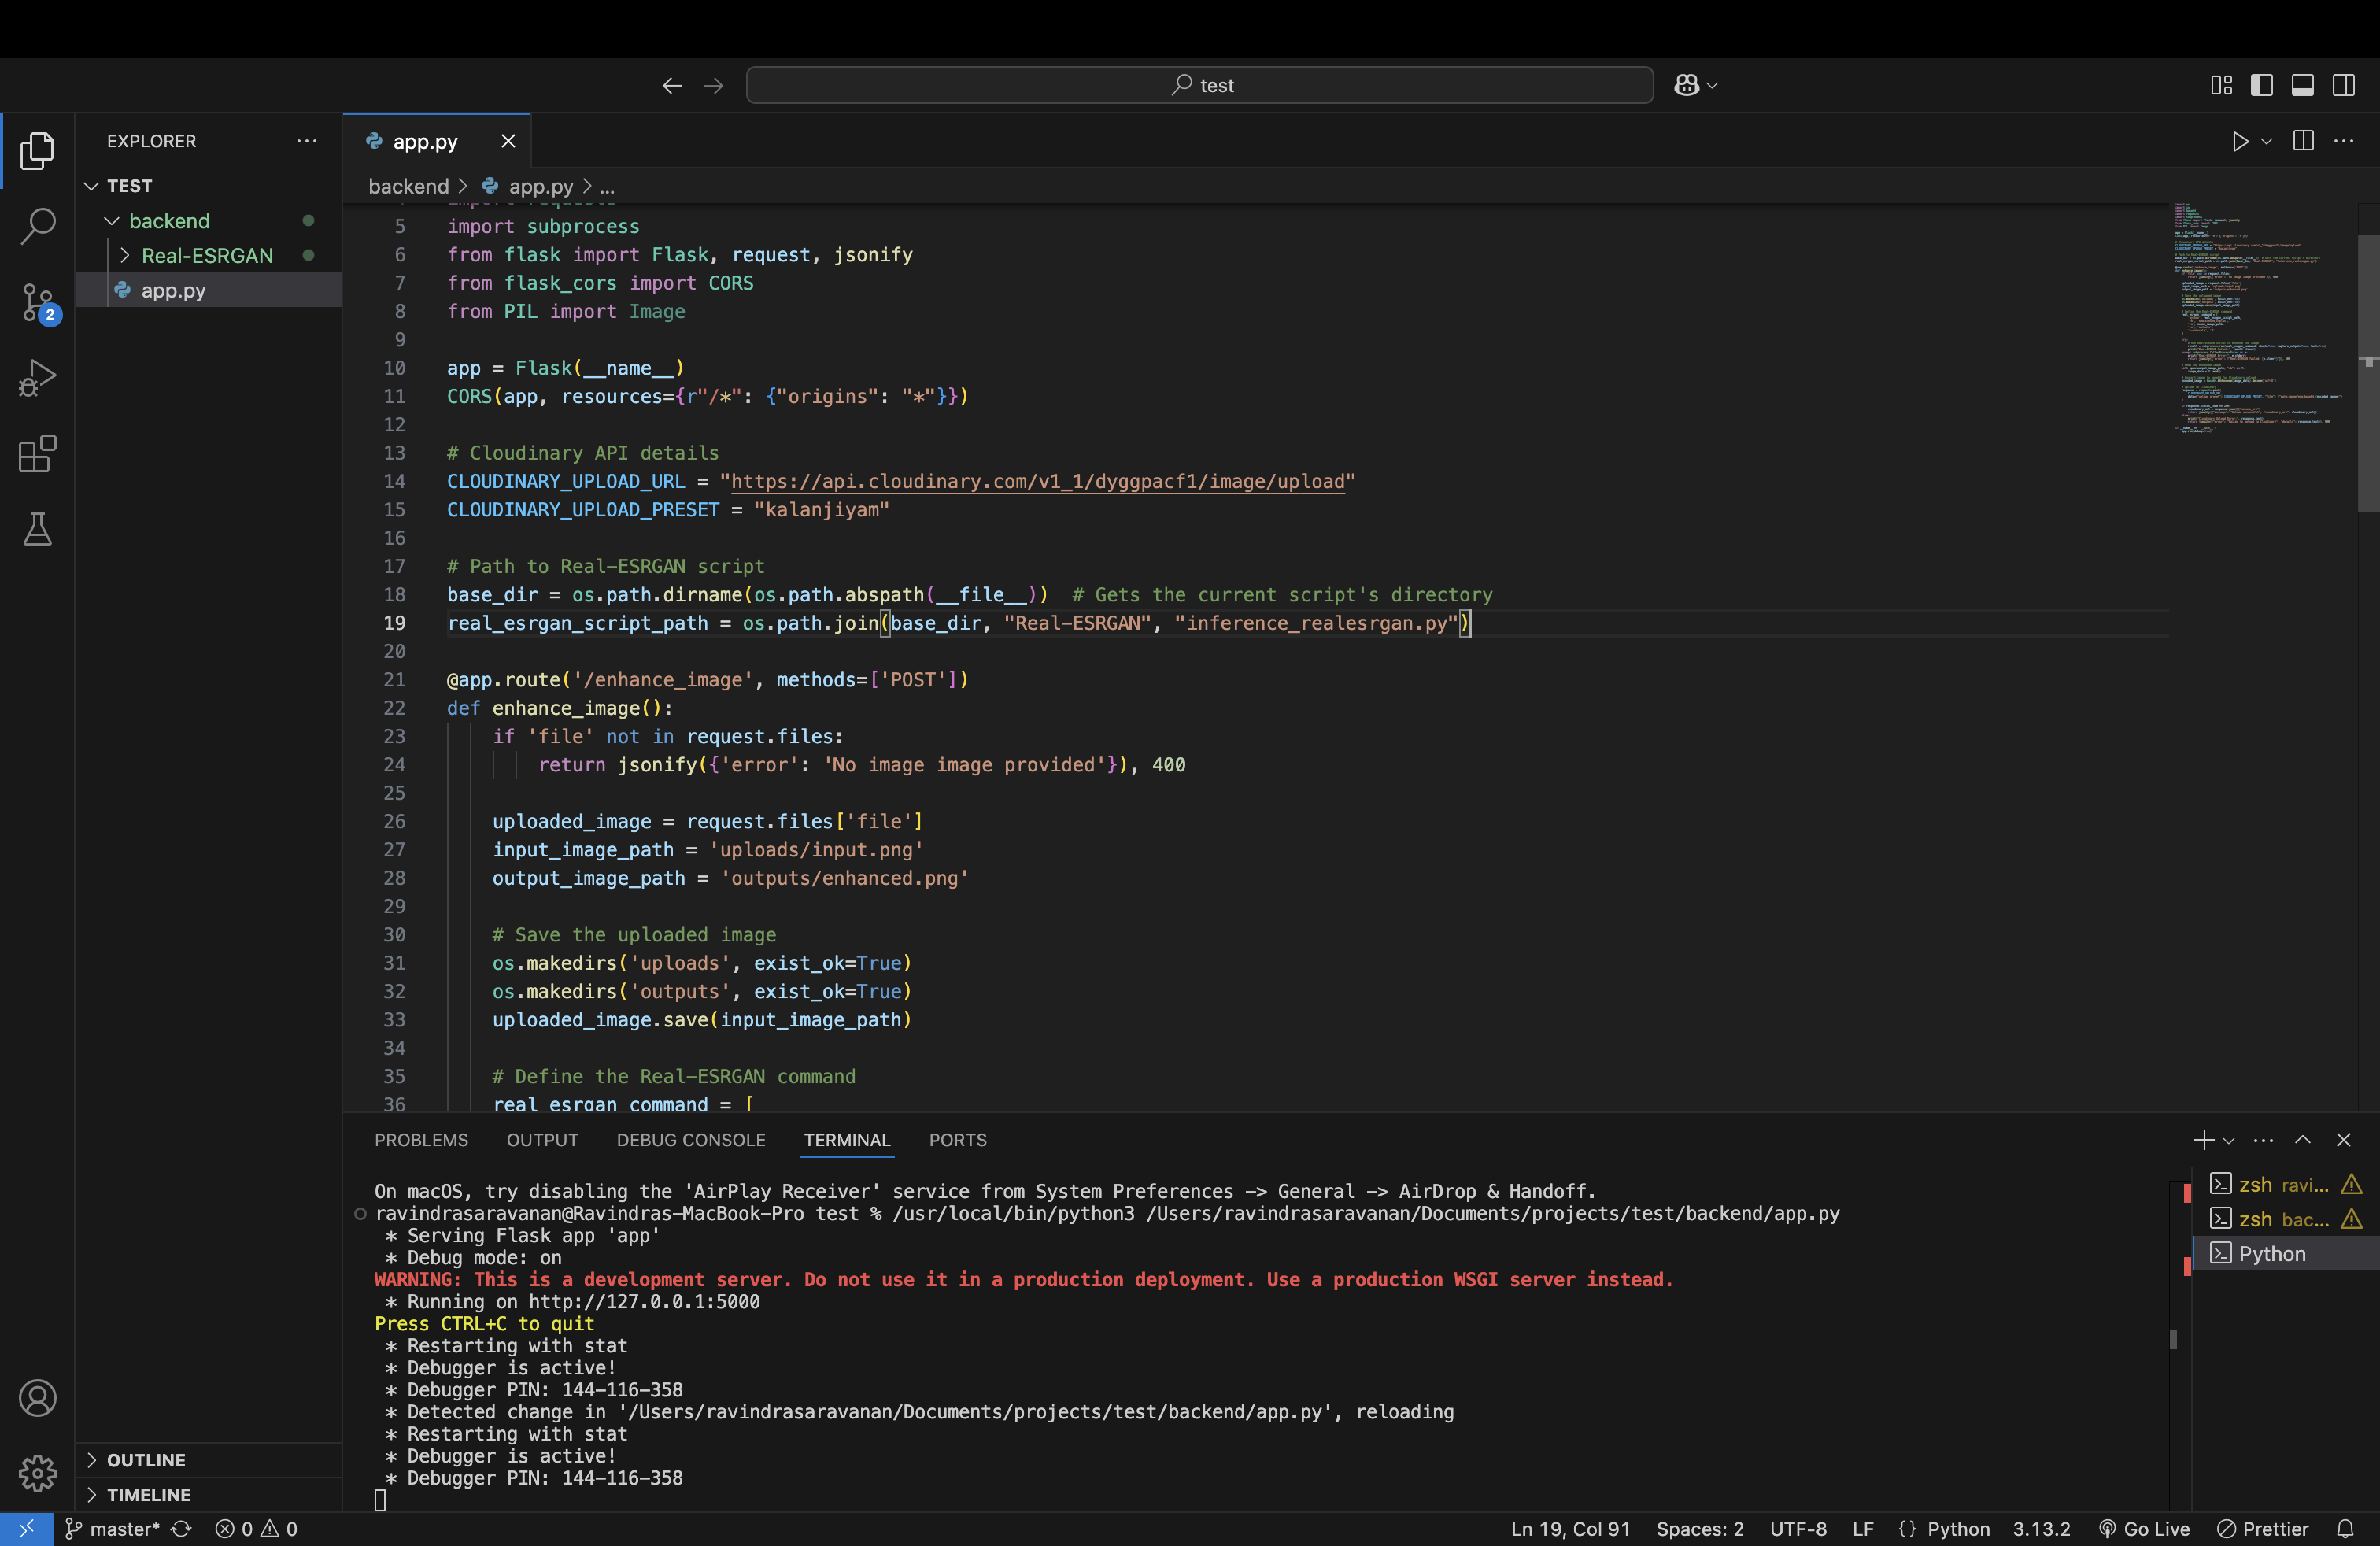 test
EXPLORER
TEST
backend
Real-ESRGAN
app.py
2
OUTLINE
TIMELINE
app.py
backend > app.py > ...
5 import subprocess
6 from flask import Flask, request, jsonify
7 from flask_cors import CORS
8 from PIL import Image
9
10 app = Flask(__name__)
11 CORS(app, resources={r"/*": {"origins": "*"}})
12
13 # Cloudinary API details
14 CLOUDINARY_UPLOAD_URL = "https://api.cloudinary.com/v1_1/dyggpacf1/image/upload"
15 CLOUDINARY_UPLOAD_PRESET = "kalanjiyam"
16
17 # Path to Real-ESRGAN script
18 base_dir = os.path.dirname(os.path.abspath(__file__))  # Gets the current script's directory
19 real_esrgan_script_path = os.path.join(base_dir, "Real-ESRGAN", "inference_realesrgan.py")
20
21 @app.route('/enhance_image', methods=['POST'])
22 def enhance_image():
23 if 'file' not in request.files:
24 return jsonify({'error': 'No image image provided'}), 400
25
26 uploaded_image = request.files['file']
27 input_image_path = 'uploads/input.png'
28 output_image_path = 'outputs/enhanced.png'
29
30 # Save the uploaded image
31 os.makedirs('uploads', exist_ok=True)
32 os.makedirs('outputs', exist_ok=True)
33 uploaded_image.save(input_image_path)
34
35 # Define the Real-ESRGAN command
36 real_esrgan_command = [
PROBLEMS OUTPUT DEBUG CONSOLE TERMINAL PORTS
On macOS, try disabling the 'AirPlay Receiver' service from System Preferences -> General -> AirDrop & Handoff.
ravindrasaravanan@Ravindras-MacBook-Pro test % /usr/local/bin/python3 /Users/ravindrasaravanan/Documents/projects/test/backend/app.py
* Serving Flask app 'app'
* Debug mode: on
WARNING: This is a development server. Do not use it in a production deployment. Use a production WSGI server instead.
* Running on http://127.0.0.1:5000
Press CTRL+C to quit
* Restarting with stat
* Debugger is active!
* Debugger PIN: 144-116-358
* Detected change in '/Users/ravindrasaravanan/Documents/projects/test/backend/app.py', reloading
* Restarting with stat
* Debugger is active!
* Debugger PIN: 144-116-358
zsh ravi...
zsh bac...
Python
master* 0 0 Ln 19, Col 91 Spaces: 2 UTF-8 LF {} Python 3.13.2 Go Live Prettier